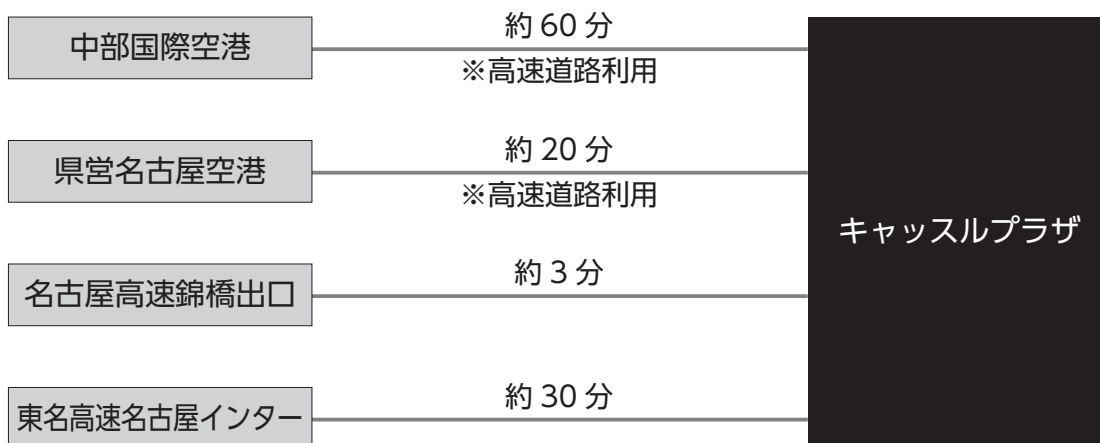 中部国際空港
約 60 分
※高速道路利用
県営名古屋空港
約 20 分
※高速道路利用
キャッスルプラザ
名古屋高速錦橋出口
約 3 分
東名高速名古屋インター
約 30 分